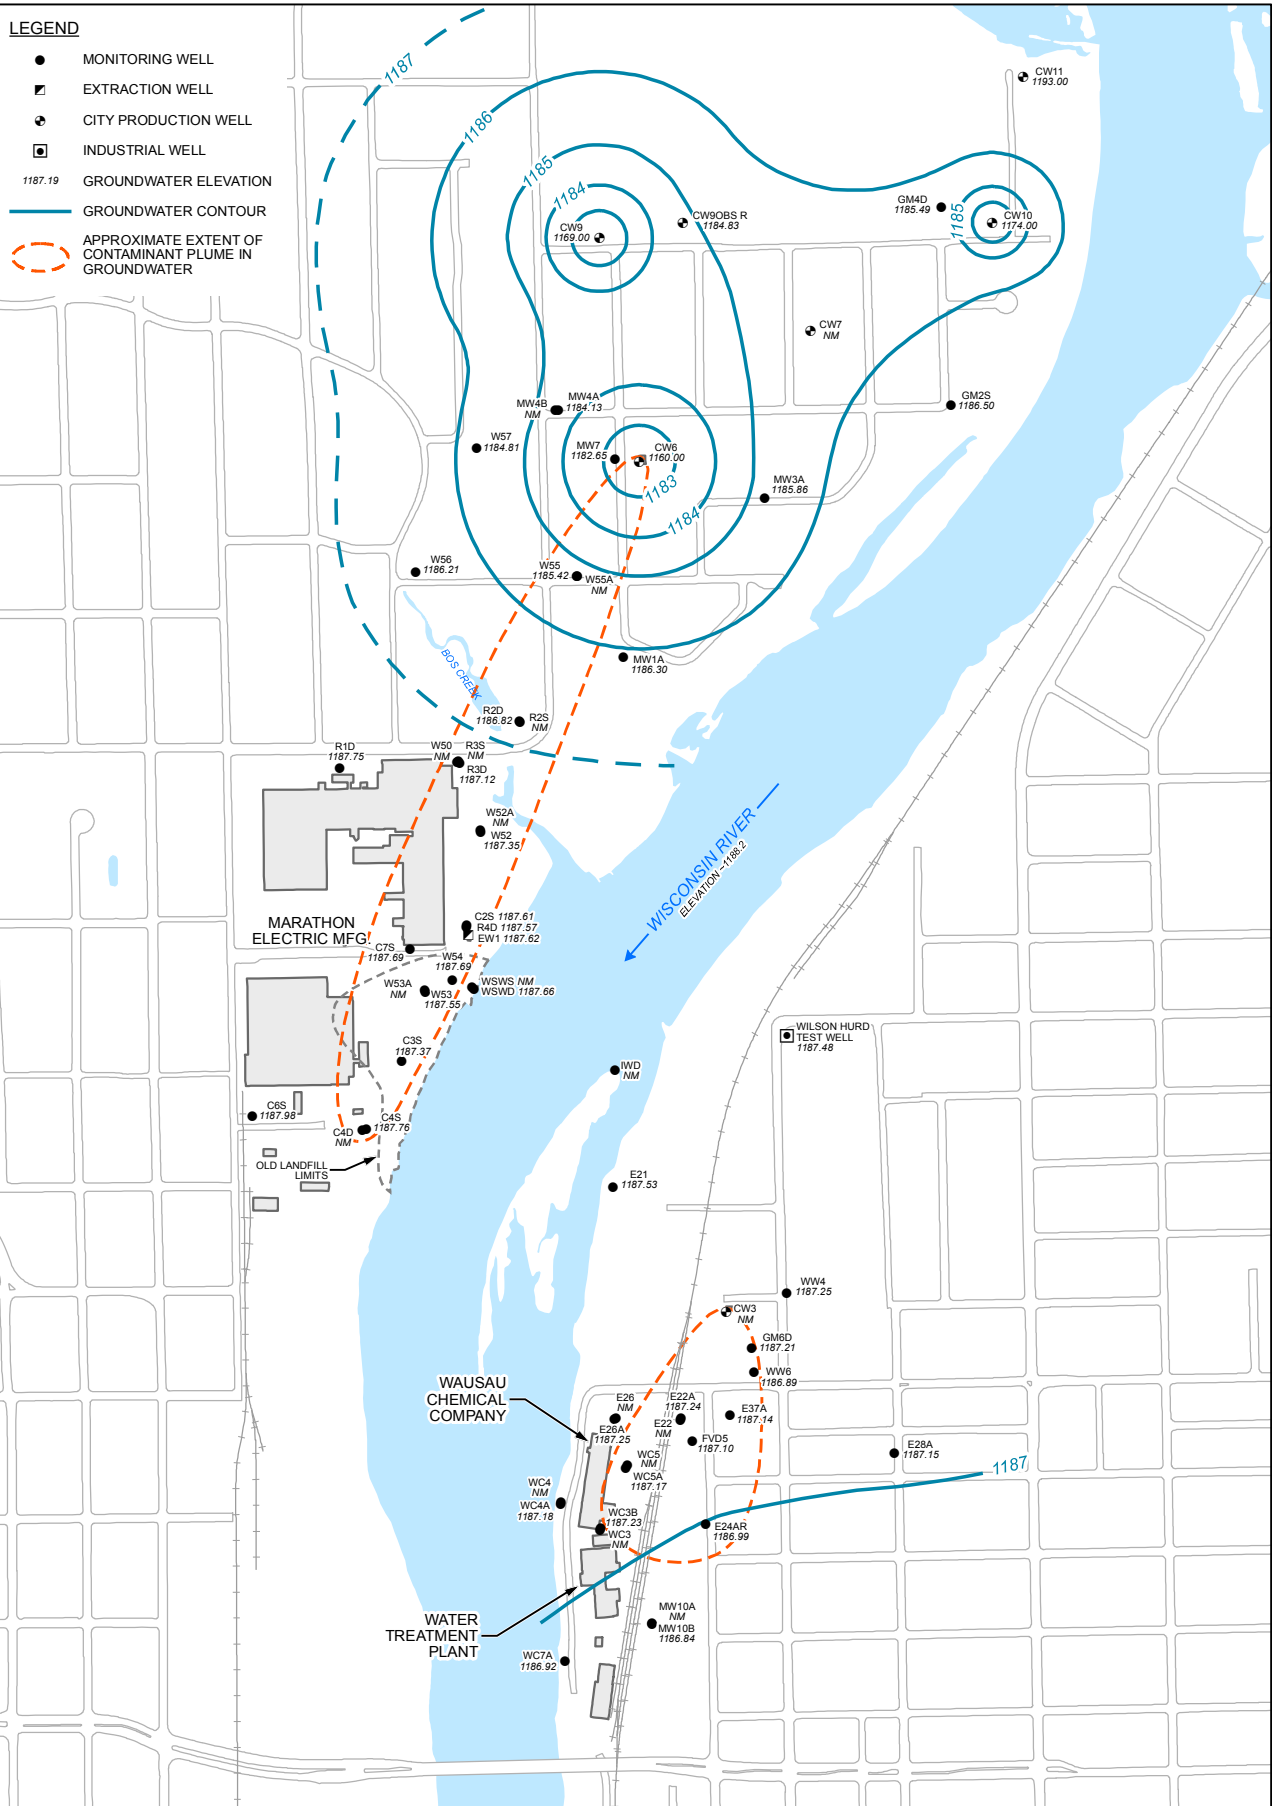 LEGEND
MONITORING WELL
EXTRACTION WELL
CITY PRODUCTION WELL
INDUSTRIAL WELL
1187.19 GROUNDWATER ELEVATION
GROUNDWATER CONTOUR
APPROXIMATE EXTENT OF
CONTAMINANT PLUME IN
GROUNDWATER
1187
1186
1185
1184
CW11
1193.00
GM4D
1185.49
1185
CW10
1174.00
CW9
1169.00
CW9OBS R
1184.83
CW7
NM
MW4B
NM
MW4A
1184.13
GM2S
1186.50
W57
1184.81
MW7
1182.65
CW6
1160.00
1183
1184
MW3A
1185.86
W56
1186.21
W55
1185.42
W55A
NM
BOS CREEK
MW1A
1186.30
R2D
1186.82
R2S
NM
R1D
1187.75
W50
NM
R3S
NM
R3D
1187.12
W52A
NM
W52
1187.35
WISCONSIN RIVER
ELEVATION ~1188.2
MARATHON
ELECTRIC MFG.
C2S 1187.61
R4D 1187.57
EW1 1187.62
C7S
1187.69
W54
1187.69
W53A
NM
W53
1187.55
WSWS NM
WSWD 1187.66
C3S
1187.37
WILSON HURD
TEST WELL
1187.48
IWD
NM
C6S
1187.98
C4S
1187.76
C4D
NM
OLD LANDFILL
LIMITS
E21
1187.53
WW4
1187.25
CW3
NM
GM6D
1187.21
WW6
1186.89
WAUSAU
CHEMICAL
COMPANY
E26
NM
E26A
1187.25
E22A
1187.24
E22
NM
E37A
1187.14
FVD5
1187.10
E28A
1187.15
WC5
NM
WC5A
1187.17
1187
WC4
NM
WC4A
1187.18
WC3B
1187.23
WC3
NM
E24AR
1186.99
WATER
TREATMENT
PLANT
MW10A
NM
MW10B
1186.84
WC7A
1186.92